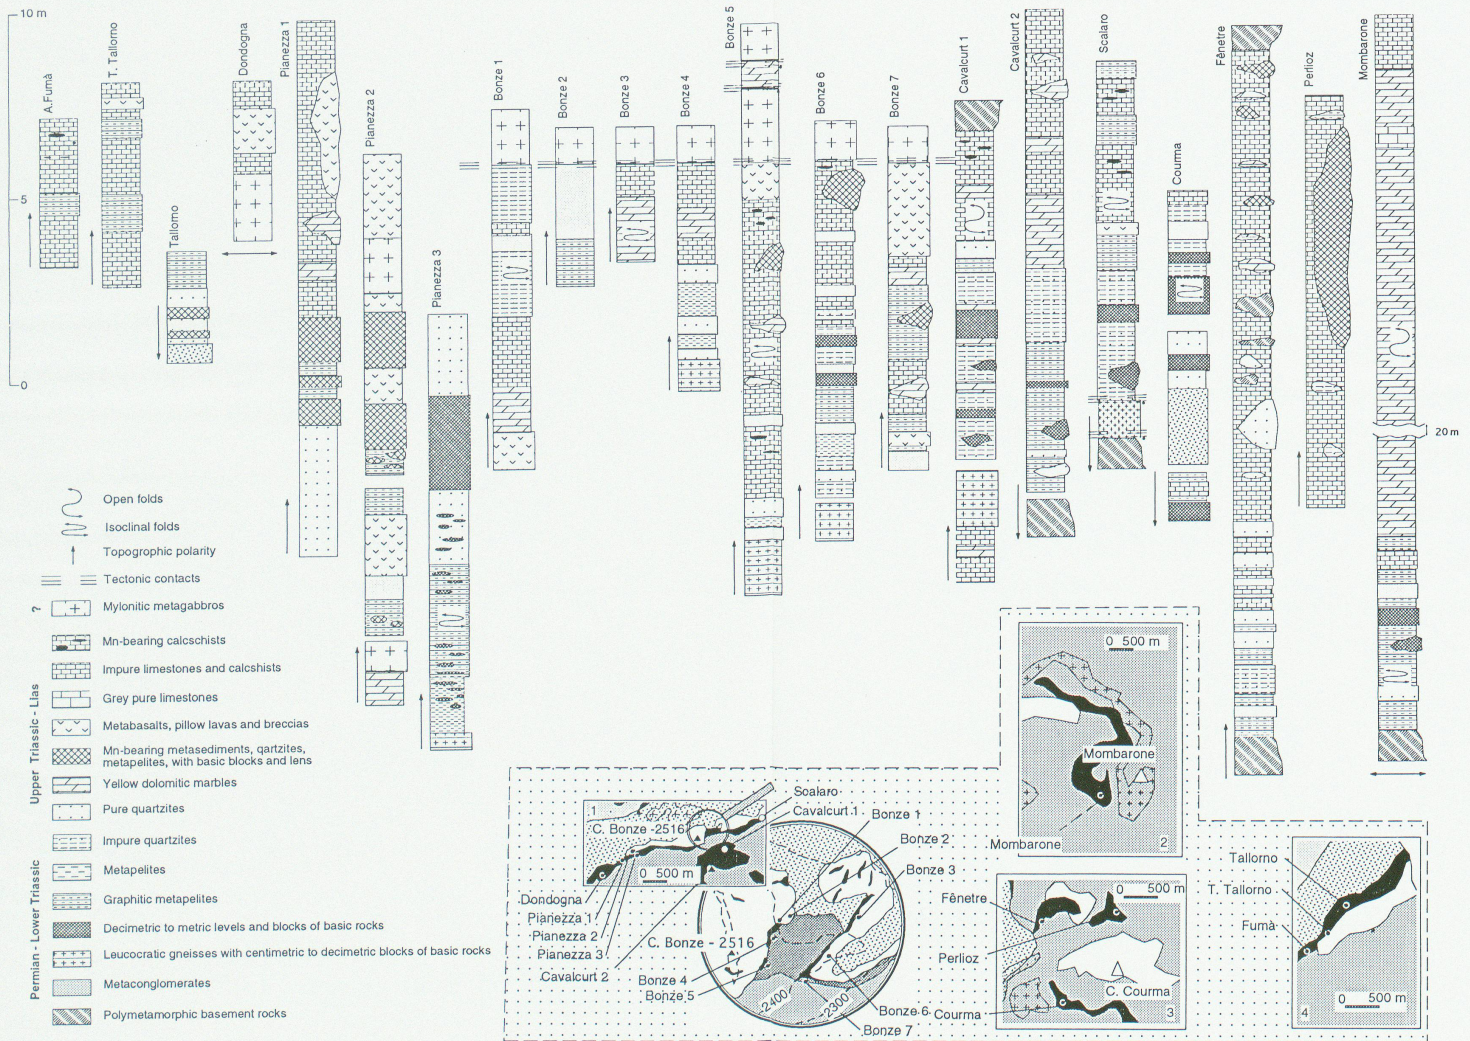 10 m
5
0
A.Fumà
T. Tallorno
Tallorno
Dondogna
Pianezza 1
Pianezza 2
Pianezza 3
Bonze 1
Bonze 2
Bonze 3
Bonze 4
Bonze 5
Bonze 6
Bonze 7
Cavalcurt 1
Cavalcurt 2
Scalaro
Courma
Fênetre
Perlioz
Mombarone
20 m
Open folds
Isoclinal folds
Topographic polarity
Tectonic contacts
?
Mylonitic metagabbros
Mn-bearing calcschists
Impure limestones and calchists
Grey pure limestones
Metabasalts, pillow lavas and breccias
Mn-bearing metasediments, qartzites,
metapelites, with basic blocks and lens
Yellow dolomitic marbles
Pure quartzites
Impure quartzites
Metapelites
Graphitic metapelites
Decimetric to metric levels and blocks of basic rocks
Leucocratic gneisses with centimetric to decimetric blocks of basic rocks
Metaconglomerates
Polymetamorphic basement rocks
Upper Triassic - Lias
Permian - Lower Triassic
1
C. Bonze -2516
0 500 m
Scalaro
Cavalcurt 1
Bonze 1
Bonze 2
Bonze 3
Dondogna
Pianezza 1
Pianezza 2
Pianezza 3
Cavalcurt 2
C. Bonze - 2516
Bonze 4
Bonze 5
2400
2300
Bonze 6
Bonze 7
0 500 m
Mombarone
Mombarone
2
Fênetre
0 500 m
Perlioz
C. Courma
Courma
3
Tallorno
T. Tallorno
Fumà
0 500 m
4